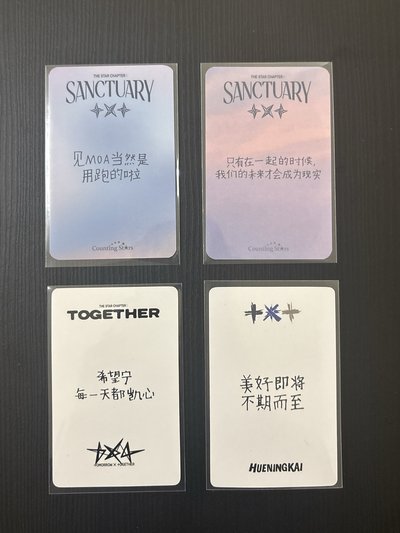 THE STAR CHAPTER :
SANCTUARY
见MOA当然是
用跑的啦
Counting Stars
THE STAR CHAPTER :
SANCTUARY
只有在一起的时候,
我们的未来才会成为现实
Counting Stars
THE STAR CHAPTER :
TOGETHER
希望宁
每一天都凯心
TOMORROW X TOGETHER
美好即将
不期而至
HUENINGKAI